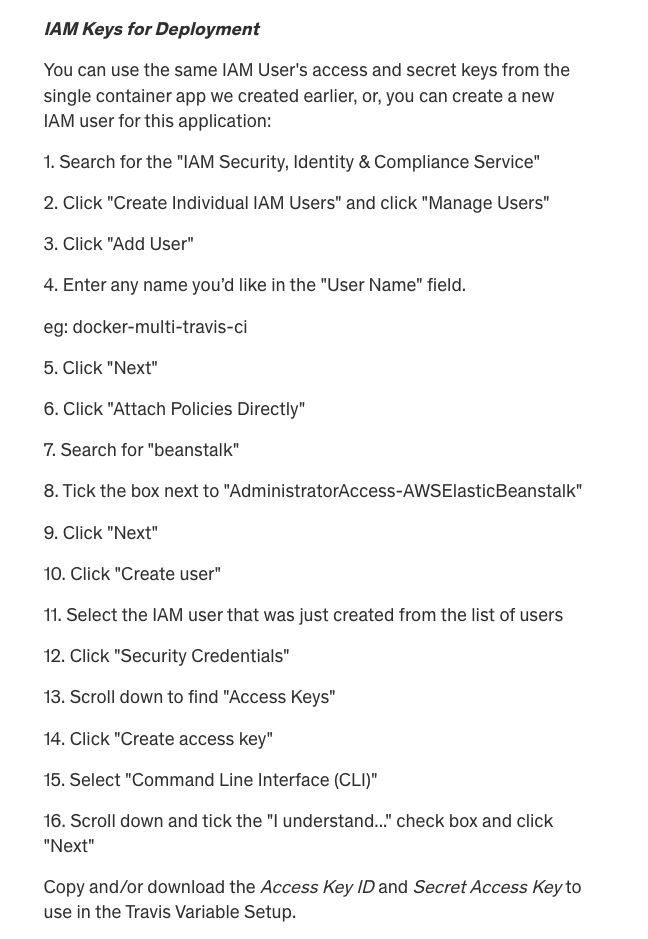 IAM Keys for Deployment
You can use the same IAM User's access and secret keys from the
single container app we created earlier, or, you can create a new
IAM user for this application:
1. Search for the "IAM Security, Identity & Compliance Service"
2. Click "Create Individual IAM Users" and click "Manage Users"
3. Click "Add User"
4. Enter any name you’d like in the "User Name" field.
eg: docker-multi-travis-ci
5. Click "Next"
6. Click "Attach Policies Directly"
7. Search for "beanstalk"
8. Tick the box next to "AdministratorAccess-AWSElasticBeanstalk"
9. Click "Next"
10. Click "Create user"
11. Select the IAM user that was just created from the list of users
12. Click "Security Credentials"
13. Scroll down to find "Access Keys"
14. Click "Create access key"
15. Select "Command Line Interface (CLI)"
16. Scroll down and tick the "I understand..." check box and click
"Next"
Copy and/or download the Access Key ID and Secret Access Key to
use in the Travis Variable Setup.